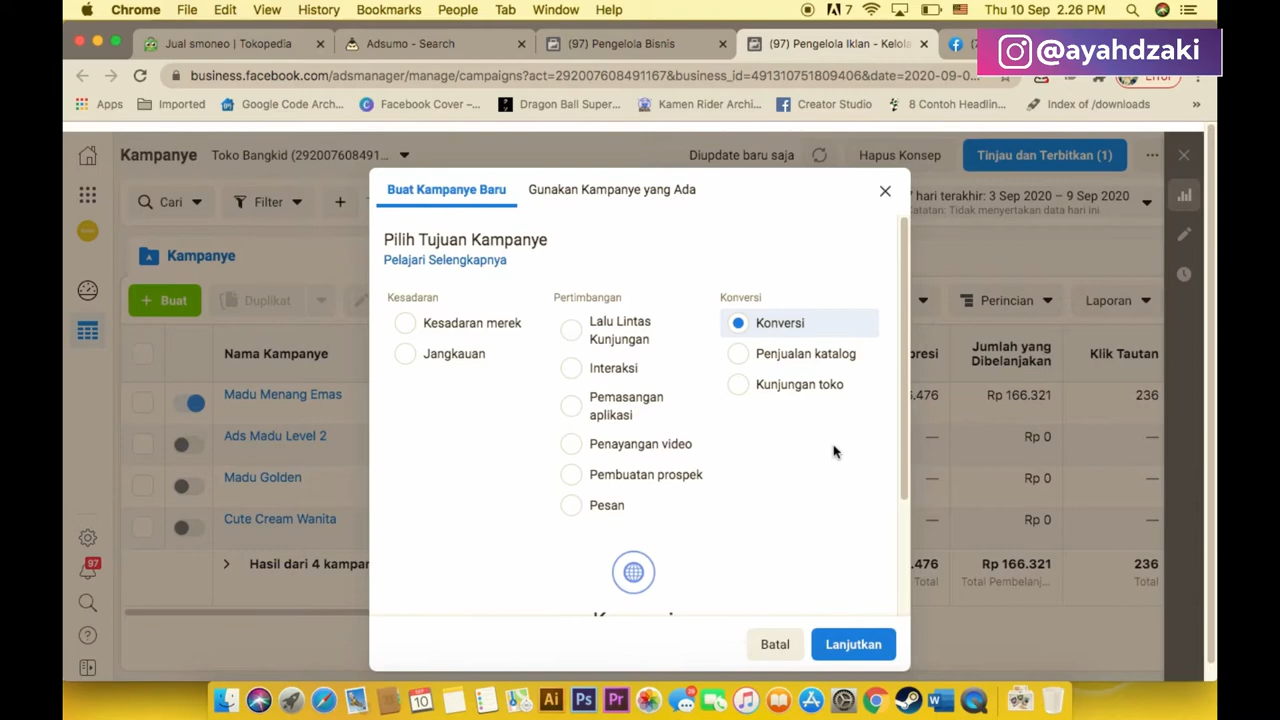 Chrome File Edit View History Bookmarks People Tab Window Help 7 Thu 10 Sep 2.26 PM
Jual smoneo | Tokopedia
Adsumo - Search
(97) Pengelola Bisnis
(97) Pengelola Iklan - Kelola
@ayahdzaki
business.facebook.com/adsmanager/manage/campaigns?act=292007608491167&business_id=491310751809406&date=2020-09-0...
Error
Apps Imported Google Code Arch... Facebook Cover –... Dragon Ball Super... Kamen Rider Archi... Creator Studio 8 Contoh Headlin... Index of /downloads »
Kampanye Toko Bangkid (292007608491... Diupdate baru saja Hapus Konsep Tinjau dan Terbitkan (1)
Cari Filter
7 hari terakhir: 3 Sep 2020 – 9 Sep 2020
Catatan: Tidak menyertakan data hari ini
Kampanye
+ Buat Duplikat Perincian Laporan
Nama Kampanye
Jumlah yang Dibelanjakan
Klik Tautan
Madu Menang Emas Rp 166.321 236
Ads Madu Level 2 — Rp 0 —
Madu Golden — Rp 0 —
Cute Cream Wanita — Rp 0 —
Hasil dari 4 kampan .476 Rp 166.321 236
Total Total Pembelanj... Total
97
Buat Kampanye Baru Gunakan Kampanye yang Ada
Pilih Tujuan Kampanye
Pelajari Selengkapnya
Kesadaran
Kesadaran merek
Jangkauan
Pertimbangan
Lalu Lintas
Kunjungan
Interaksi
Pemasangan
aplikasi
Penayangan video
Pembuatan prospek
Pesan
Konversi
Konversi
Penjualan katalog
Kunjungan toko
Batal Lanjutkan